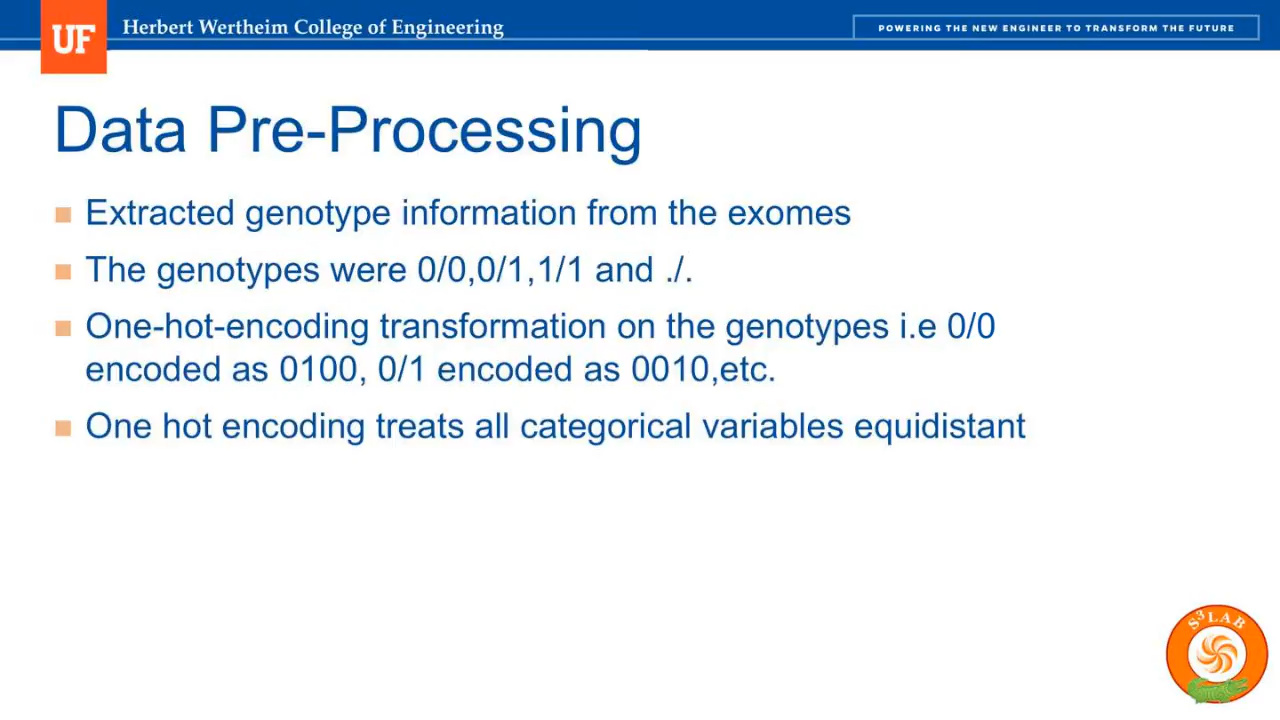 UF
Herbert Wertheim College of Engineering
POWERING THE NEW ENGINEER TO TRANSFORM THE FUTURE
Data Pre-Processing
Extracted genotype information from the exomes
The genotypes were 0/0,0/1,1/1 and ./.
One-hot-encoding transformation on the genotypes i.e 0/0
encoded as 0100, 0/1 encoded as 0010,etc.
One hot encoding treats all categorical variables equidistant
S³LAB